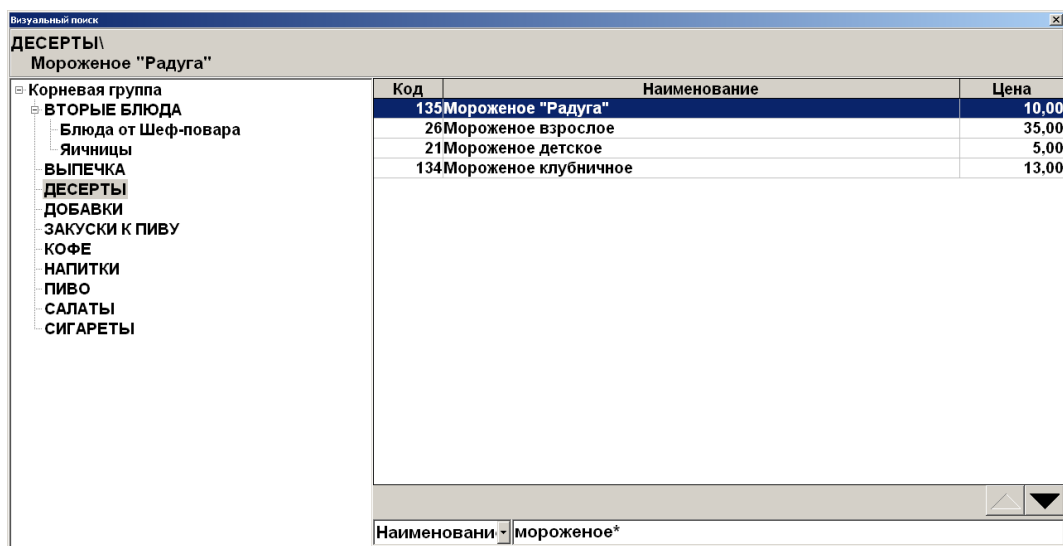 Визуальный поиск
ДЕСЕРТЫ\
Мороженое "Радуга"
Корневая группа
ВТОРЫЕ БЛЮДА
Блюда от Шеф-повара
Яичницы
ВЫПЕЧКА
ДЕСЕРТЫ
ДОБАВКИ
ЗАКУСКИ К ПИВУ
КОФЕ
НАПИТКИ
ПИВО
САЛАТЫ
СИГАРЕТЫ
Код Наименование Цена
135 Мороженое "Радуга" 10,00
26 Мороженое взрослое 35,00
21 Мороженое детское 5,00
134 Мороженое клубничное 13,00
Наименовани мороженое*